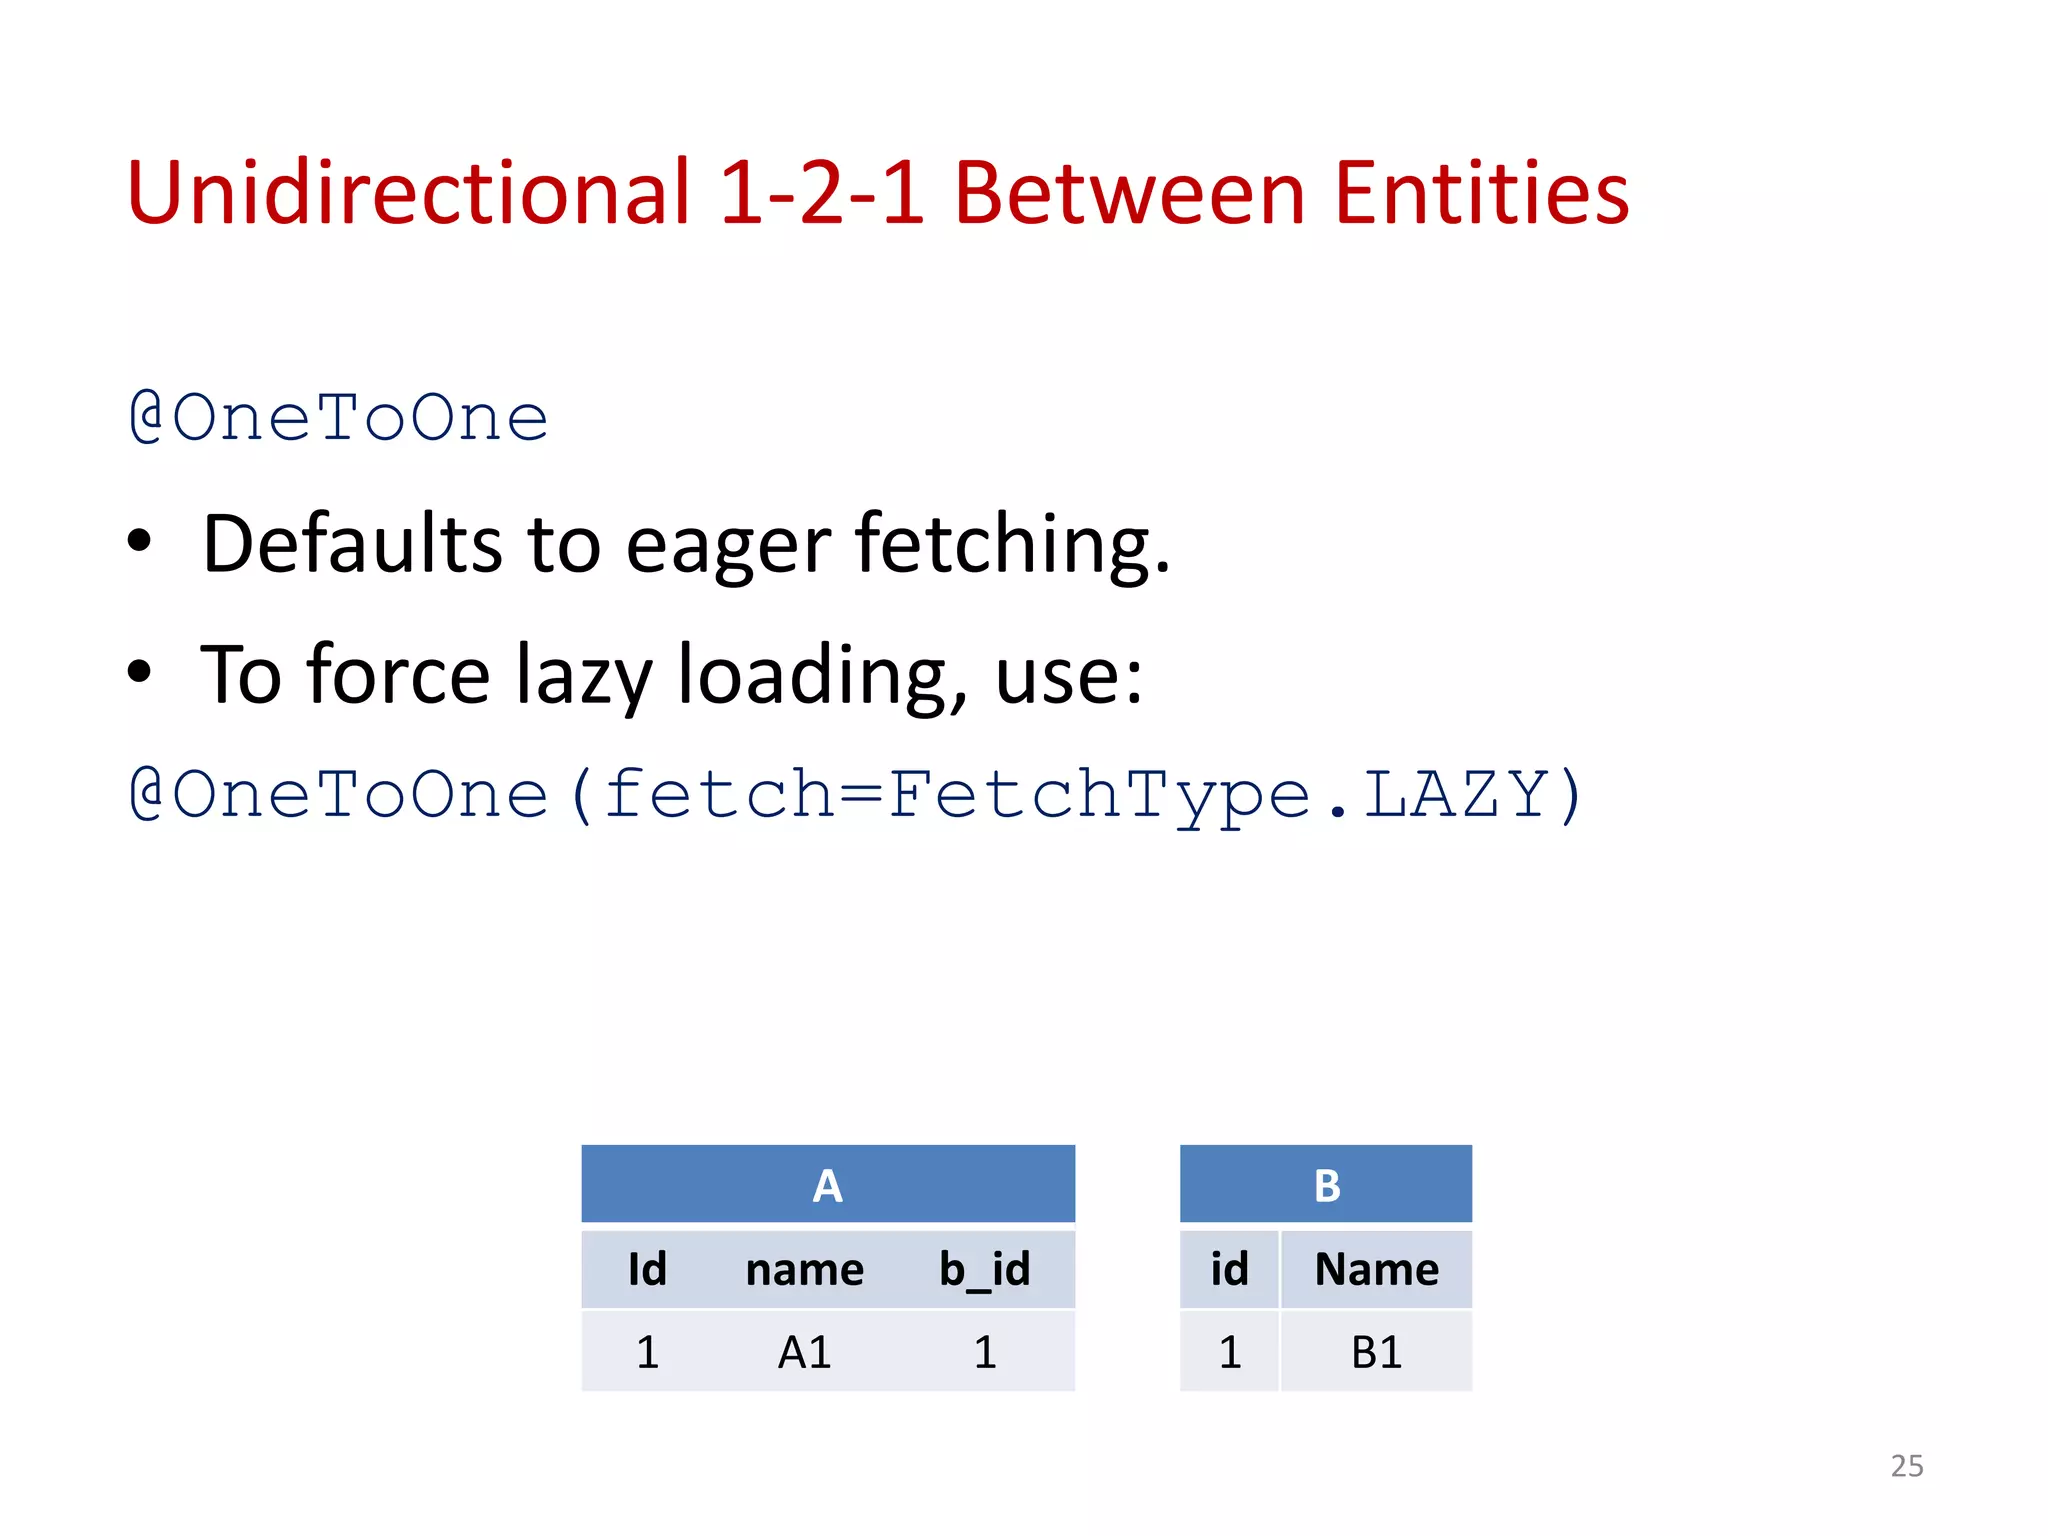 Unidirectional 1-2-1 Between Entities
@OneToOne
• Defaults to eager fetching.
• To force lazy loading, use:
@OneToOne(fetch=FetchType.LAZY)
A
Id name b_id
1 A1 1
B
id Name
1 B1
25